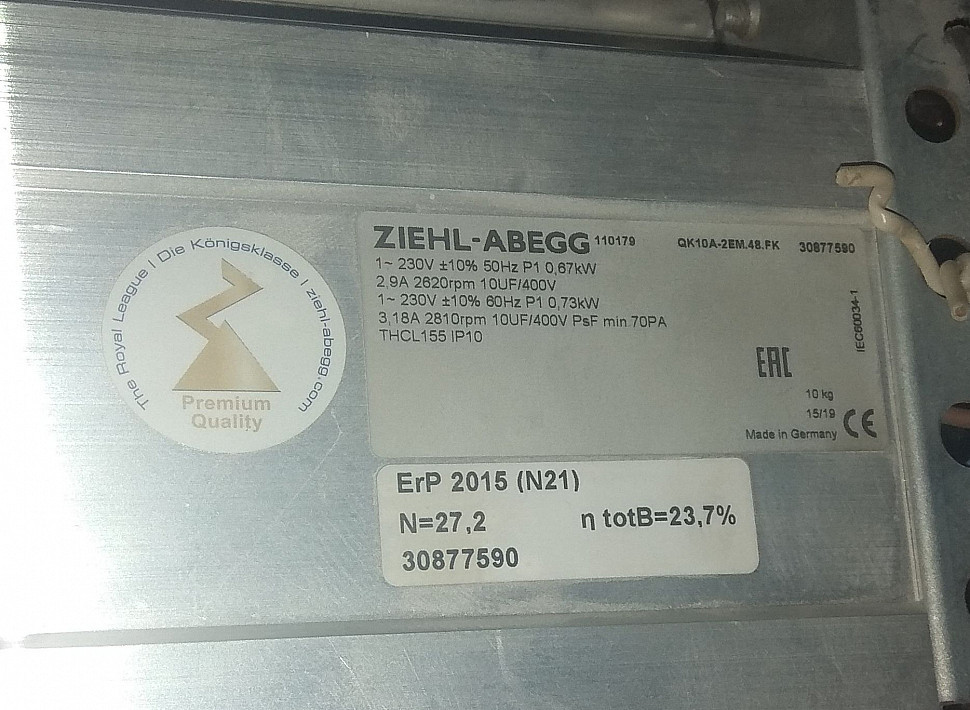 The Royal League | Die Königsklasse | ziehl-abegg.com
Premium
Quality
ZIEHL-ABEGG 110179 QK10A-2EM.48.FK 30877590
1~ 230V ±10% 50Hz P1 0,67kW
2,9A 2620rpm 10UF/400V
1~ 230V ±10% 60Hz P1 0,73kW
3,18A 2810rpm 10UF/400V PsF min 70PA
THCL155 IP10
IEC60034-1
EAC
10 kg
15/19
Made in Germany CE
ErP 2015 (N21)
N=27,2 η totB=23,7%
30877590